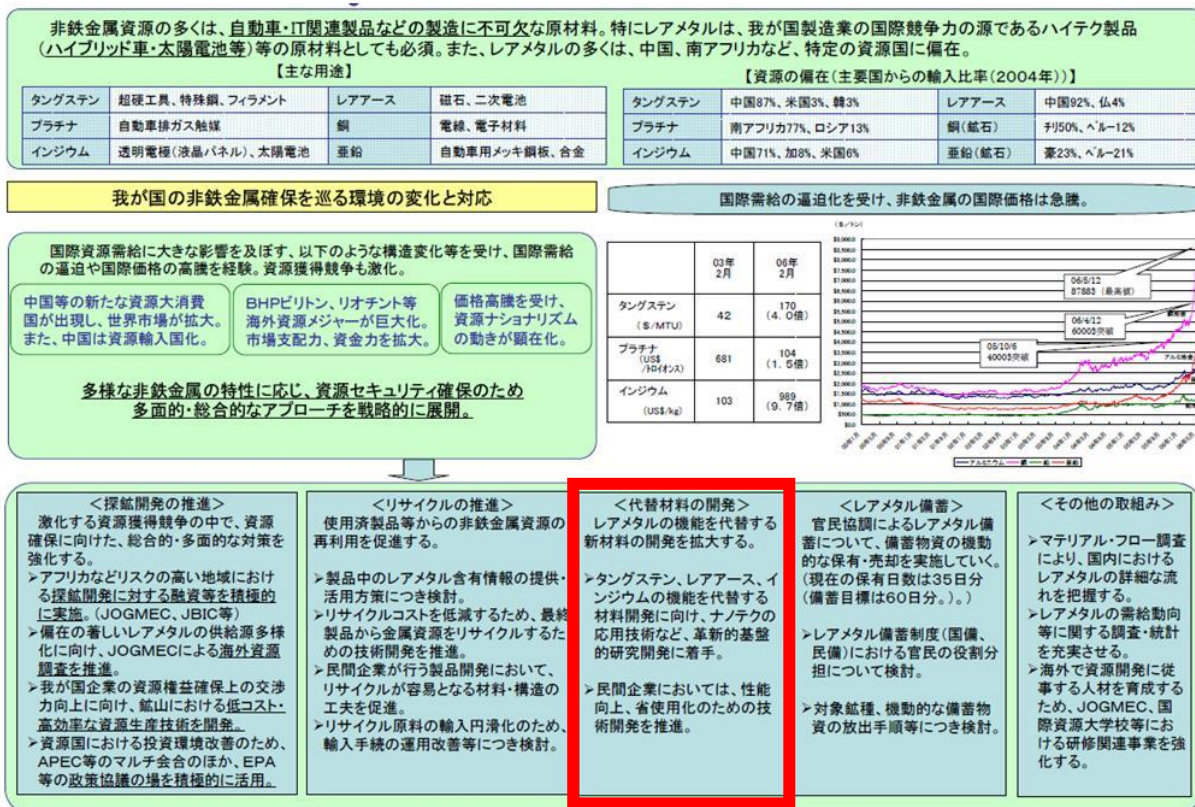 非鉄金属資源の多くは、自動車・IT関連製品などの製造に不可欠な原材料。特にレアメタルは、我が国製造業の国際競争力の源であるハイテク製品
(ハイブリッド車・太陽電池等)等の原材料としても必須。また、レアメタルの多くは、中国、南アフリカなど、特定の資源国に偏在。
【主な用途】
タングステン 超硬工具、特殊鋼、フィラメント レアアース 磁石、二次電池
プラチナ 自動車排ガス触媒 銅 電線、電子材料
インジウム 透明電極(液晶パネル)、太陽電池 亜鉛 自動車用メッキ鋼板、合金
【資源の偏在(主要国からの輸入比率(2004年))】
タングステン 中国87%、米国3%、韓3% レアアース 中国92%、仏4%
プラチナ 南アフリカ77%、ロシア13% 銅(鉱石) チリ50%、ペルー12%
インジウム 中国71%、加8%、米国6% 亜鉛(鉱石) 豪23%、ペルー21%
我が国の非鉄金属確保を巡る環境の変化と対応
国際資源需給に大きな影響を及ぼす、以下のような構造変化等を受け、国際需給
の逼迫や国際価格の高騰を経験。資源獲得競争も激化。
中国等の新たな資源大消費
国が出現し、世界市場が拡大。
また、中国は資源輸入国化。
BHPビリトン、リオチント等
海外資源メジャーが巨大化。
市場支配力、資金力を拡大。
価格高騰を受け、
資源ナショナリズム
の動きが顕在化。
多様な非鉄金属の特性に応じ、資源セキュリティ確保のため
多面的・総合的なアプローチを戦略的に展開。
国際需給の逼迫化を受け、非鉄金属の国際価格は急騰。
03年
2月
06年
2月
タングステン
($/MTU)
42
170
(4.0倍)
プラチナ
(US$
/トロイオンス)
681
104
(1.5倍)
インジウム
(US$/kg)
103
989
(9.7倍)
($/トン)
06/5/12
8788$(最高値)
06/4/12
6000$突破
05/10/6
4000$突破
アルミニウム 銅 鉛 亜鉛
<探鉱開発の推進>
激化する資源獲得競争の中で、資源
確保に向けた、総合的・多面的な対策を
強化する。
➢アフリカなどリスクの高い地域におけ
る探鉱開発に対する融資等を積極的
に実施。(JOGMEC、JBIC等)
➢偏在の著しいレアメタルの供給源多様
化に向け、JOGMECによる海外資源
調査を推進。
➢我が国企業の資源権益確保上の交渉
力向上に向け、鉱山における低コスト・
高効率な資源生産技術を開発。
➢資源国における投資環境改善のため、
APEC等のマルチ会合のほか、EPA
等の政策協議の場を積極的に活用。
<リサイクルの推進>
使用済製品等からの非鉄金属資源の
再利用を促進する。
➢製品中のレアメタル含有情報の提供・
活用方策につき検討。
➢リサイクルコストを低減するため、最終
製品から金属資源をリサイクルするた
めの技術開発を推進。
➢民間企業が行う製品開発において、
リサイクルが容易となる材料・構造の
工夫を促進。
➢リサイクル原料の輸入円滑化のため、
輸入手続の運用改善等につき検討。
<代替材料の開発>
レアメタルの機能を代替する
新材料の開発を拡大する。
➢タングステン、レアアース、イ
ンジウムの機能を代替する
材料開発に向け、ナノテクの
応用技術など、革新的基盤
的研究開発に着手。
➢民間企業においては、性能
向上、省使用化のための技
術開発を推進。
<レアメタル備蓄>
官民協調によるレアメタル備
蓄について、備蓄物資の機動
的な保有・売却を実施していく。
(現在の保有日数は35日分
(備蓄目標は60日分。)。)
➢レアメタル備蓄制度(国備、
民備)における官民の役割分
担について検討。
➢対象鉱種、機動的な備蓄物
資の放出手順等につき検討。
<その他の取組み>
➢マテリアル・フロー調査
により、国内における
レアメタルの詳細な流
れを把握する。
➢レアメタルの需給動向
等に関する調査・統計
を充実させる。
➢海外で資源開発に従
事する人材を育成する
ため、JOGMEC、国
際資源大学校等にお
ける研修関連事業を強
化する。